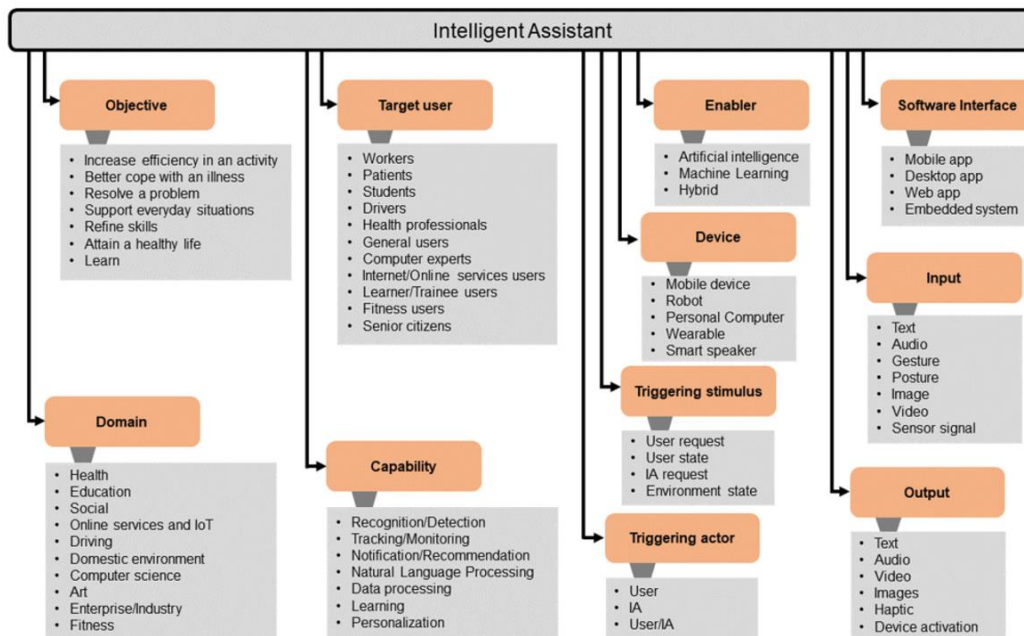 Intelligent Assistant
Objective
• Increase efficiency in an activity
• Better cope with an illness
• Resolve a problem
• Support everyday situations
• Refine skills
• Attain a healthy life
• Learn
Domain
• Health
• Education
• Social
• Online services and IoT
• Driving
• Domestic environment
• Computer science
• Art
• Enterprise/Industry
• Fitness
Target user
• Workers
• Patients
• Students
• Drivers
• Health professionals
• General users
• Computer experts
• Internet/Online services users
• Learner/Trainee users
• Fitness users
• Senior citizens
Capability
• Recognition/Detection
• Tracking/Monitoring
• Notification/Recommendation
• Natural Language Processing
• Data processing
• Learning
• Personalization
Enabler
• Artificial intelligence
• Machine Learning
• Hybrid
Device
• Mobile device
• Robot
• Personal Computer
• Wearable
• Smart speaker
Triggering stimulus
• User request
• User state
• IA request
• Environment state
Triggering actor
• User
• IA
• User/IA
Software Interface
• Mobile app
• Desktop app
• Web app
• Embedded system
Input
• Text
• Audio
• Gesture
• Posture
• Image
• Video
• Sensor signal
Output
• Text
• Audio
• Video
• Images
• Haptic
• Device activation